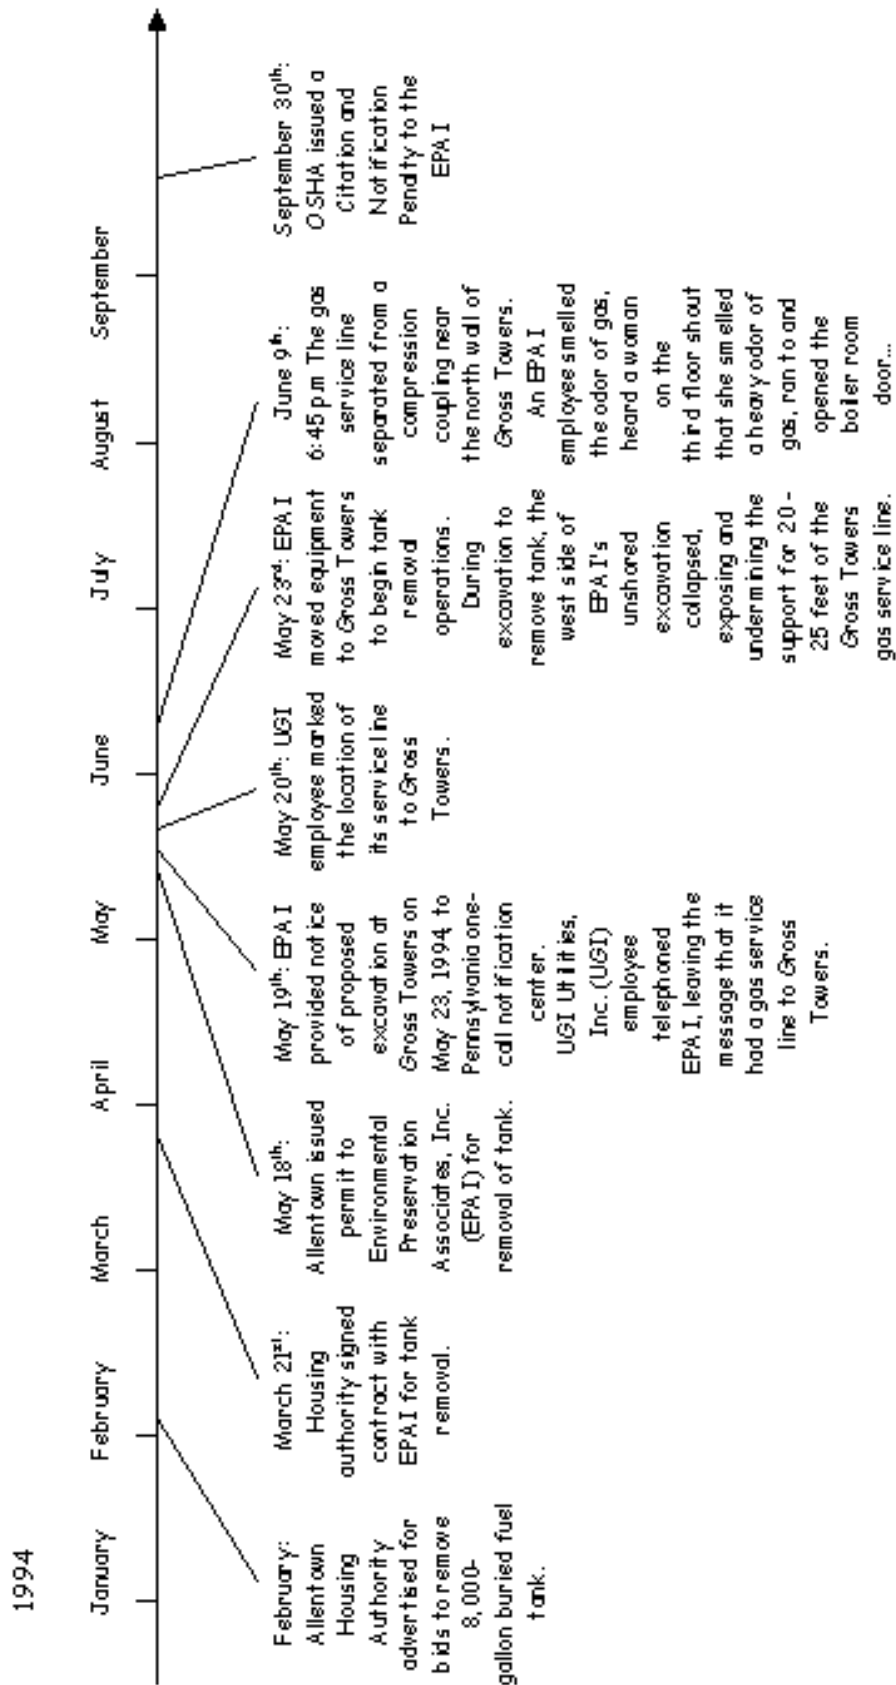 1994
January
February
March
April
May
June
July
August
September
February:
Allentown
Housing
Authority
advertised for
bids to remove
8,000-
gallon buried fuel
tank.
March 21st:
Housing
authority signed
contract with
EPAI for tank
removal.
May 18th:
Allentown issued
permit to
Environmental
Preservation
Associates, Inc.
(EPAI) for
removal of tank.
May 19th: EPAI
provided notice
of proposed
excavation at
Gross Towers on
May 23, 1994, to
Pennsylvania one-
call notification
center.
UGI Utilities,
Inc. (UGI)
employee
telephoned
EPAI, leaving the
message that it
had a gas service
line to Gross
Towers.
May 20th: UGI
employee marked
the location of
its service line
to Gross
Towers.
May 23rd: EPAI
moved equipment
to Gross Towers
to begin tank
removal
operations.
During
excavation to
remove tank, the
west side of
EPAI's
unshored
excavation
collapsed,
exposing and
undermining the
support for 20-
25 feet of the
Gross Towers
gas service line.
June 9th:
6:45 pm The gas
service line
separated from a
compression
coupling near
the north wall of
Gross Towers.
An EPAI
employee smelled
the odor of gas,
heard a woman
on the
third floor shout
that she smelled
a heavy odor of
gas, ran to and
opened the
boiler room
door...
September 30th:
OSHA issued a
Citation and
Notification
Penalty to the
EPAI